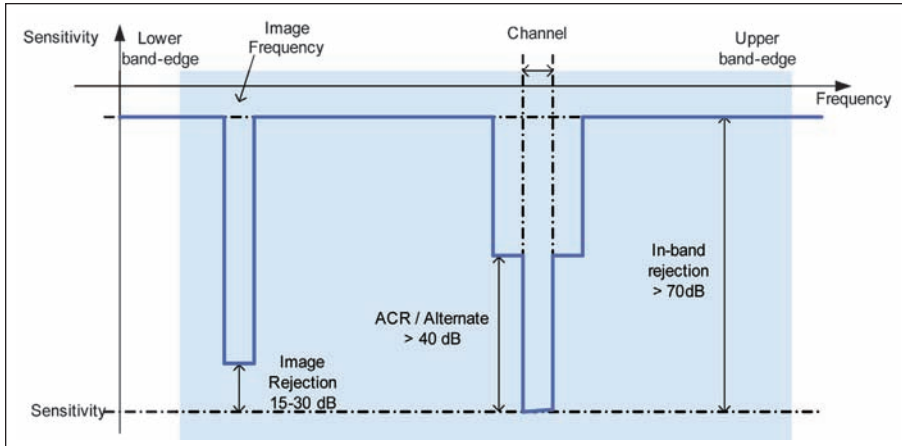 Sensitivity
Lower
band-edge
Image
Frequency
Channel
Upper
band-edge
Frequency
In-band
rejection
> 70dB
ACR / Alternate
> 40 dB
Image
Rejection
15-30 dB
Sensitivity